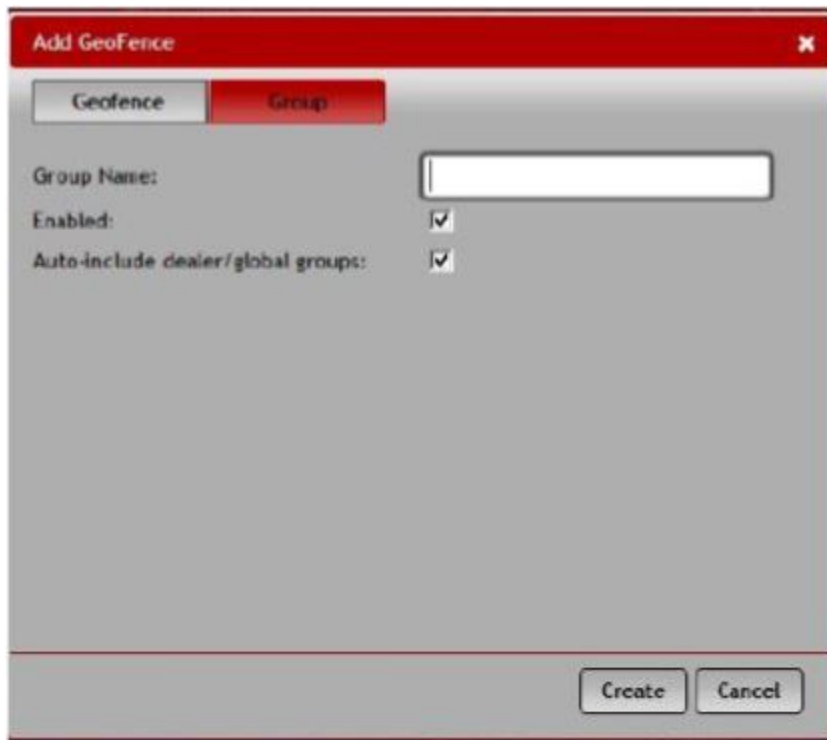 Add GeoFence
Geofence Group
Group Name:
Enabled:
Auto-include dealer/global groups:
Create Cancel